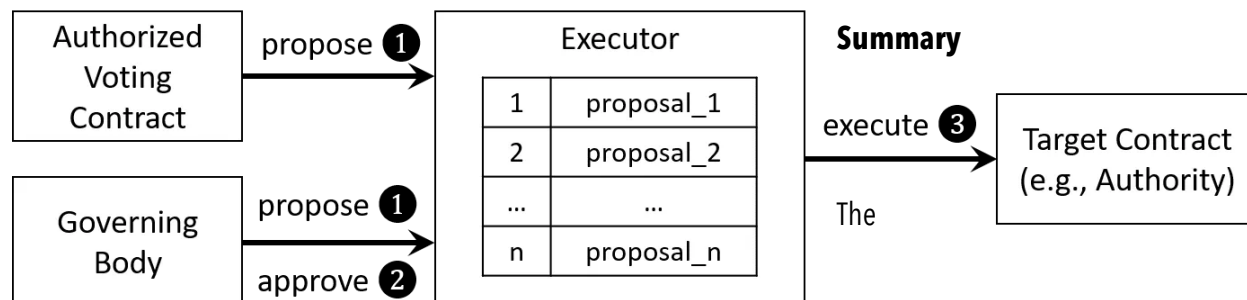 Authorized
Voting
Contract
propose 1
Governing
Body
propose 1
approve 2
Executor
1 proposal_1
2 proposal_2
... ...
n proposal_n
Summary
execute 3
The
Target Contract
(e.g., Authority)